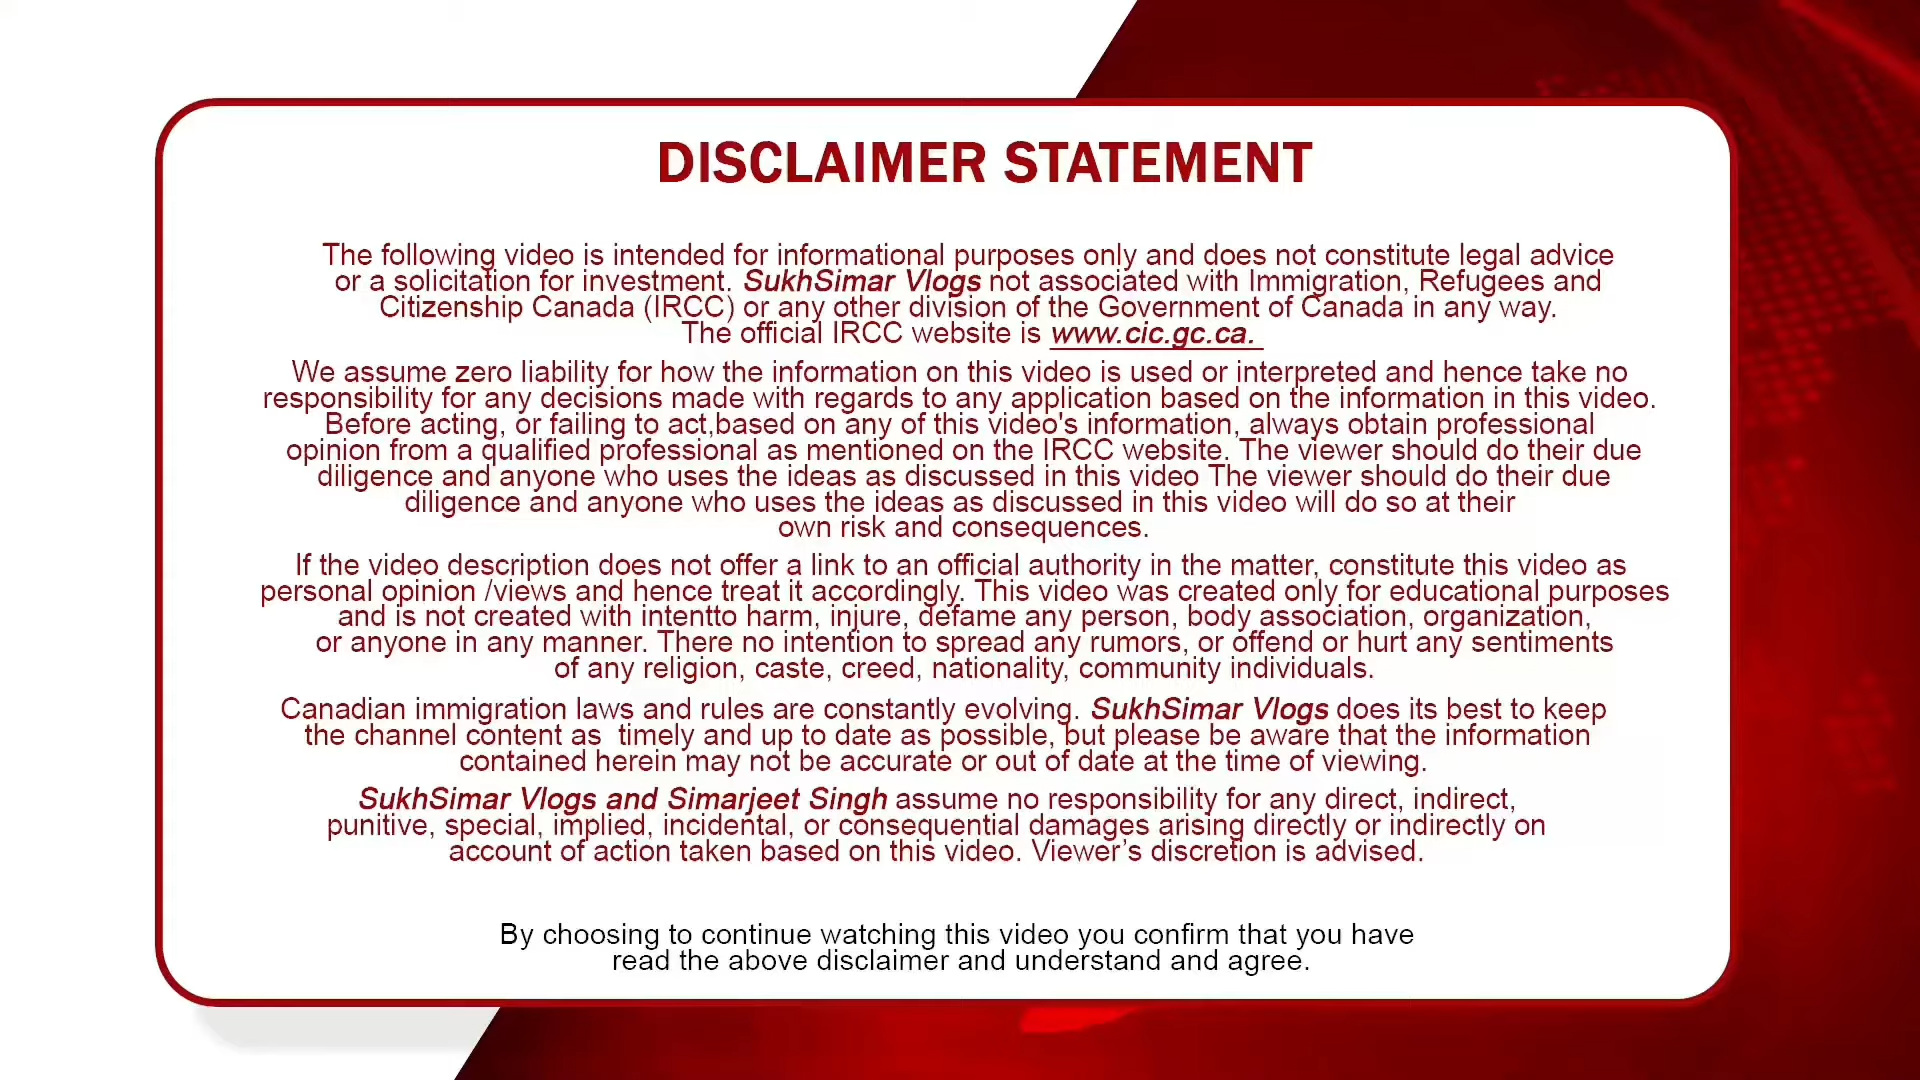 DISCLAIMER STATEMENT
The following video is intended for informational purposes only and does not constitute legal advice
or a solicitation for investment. SukhSimar Vlogs not associated with Immigration, Refugees and
Citizenship Canada (IRCC) or any other division of the Government of Canada in any way.
The official IRCC website is www.cic.gc.ca.
We assume zero liability for how the information on this video is used or interpreted and hence take no
responsibility for any decisions made with regards to any application based on the information in this video.
Before acting, or failing to act,based on any of this video's information, always obtain professional
opinion from a qualified professional as mentioned on the IRCC website. The viewer should do their due
diligence and anyone who uses the ideas as discussed in this video The viewer should do their due
diligence and anyone who uses the ideas as discussed in this video will do so at their
own risk and consequences.
If the video description does not offer a link to an official authority in the matter, constitute this video as
personal opinion /views and hence treat it accordingly. This video was created only for educational purposes
and is not created with intentto harm, injure, defame any person, body association, organization,
or anyone in any manner. There no intention to spread any rumors, or offend or hurt any sentiments
of any religion, caste, creed, nationality, community individuals.
Canadian immigration laws and rules are constantly evolving. SukhSimar Vlogs does its best to keep
the channel content as  timely and up to date as possible, but please be aware that the information
contained herein may not be accurate or out of date at the time of viewing.
SukhSimar Vlogs and Simarjeet Singh assume no responsibility for any direct, indirect,
punitive, special, implied, incidental, or consequential damages arising directly or indirectly on
account of action taken based on this video. Viewer’s discretion is advised.
By choosing to continue watching this video you confirm that you have
read the above disclaimer and understand and agree.